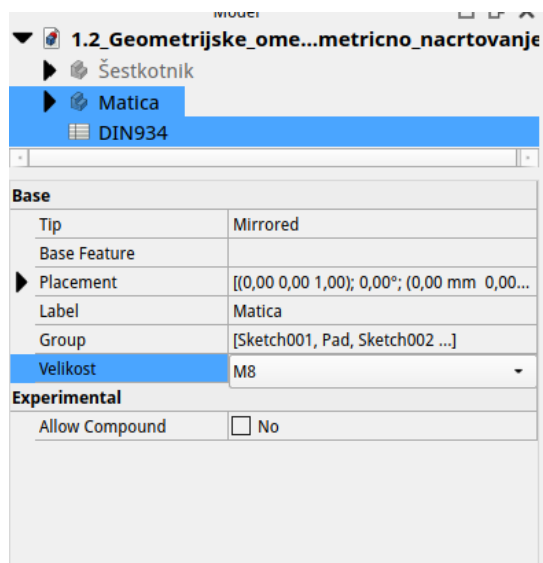 Model
1.2_Geometrijske_ome...metricno_nacrtovanje
Šestkotnik
Matica
DIN934
Base
Tip Mirrored
Base Feature
Placement [(0,00 0,00 1,00); 0,00°; (0,00 mm 0,00...
Label Matica
Group [Sketch001, Pad, Sketch002 ...]
Velikost M8
Experimental
Allow Compound No